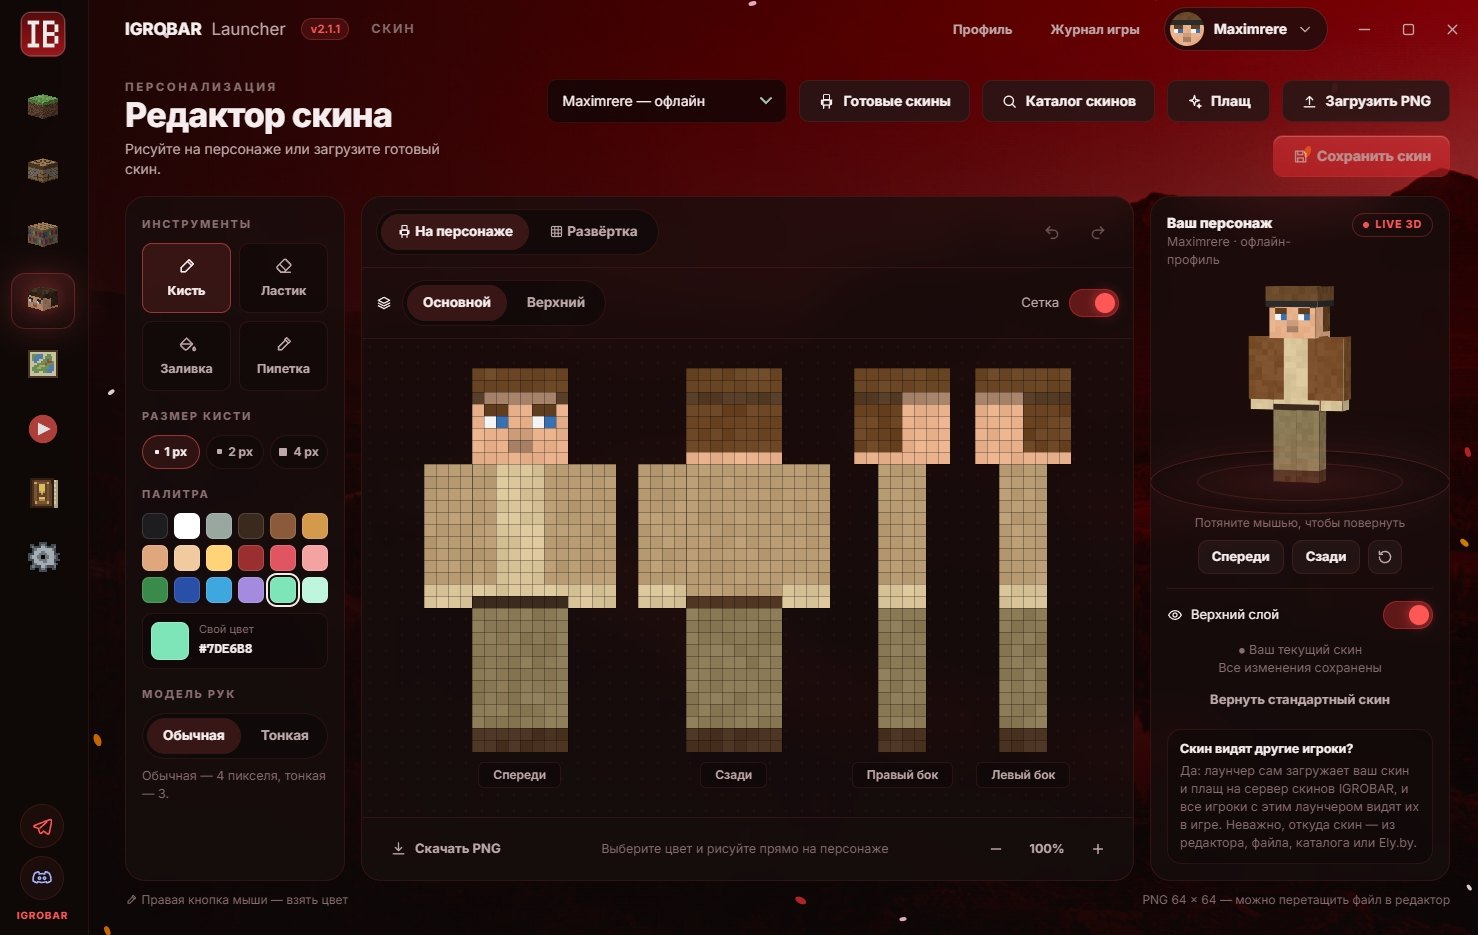 IB
IGROBAR Launcher v2.1.1 СКИН
Профиль
Журнал игры
Maximrere
ПЕРСОНАЛИЗАЦИЯ
Редактор скина
Рисуйте на персонаже или загрузите готовый
скин.
Maximrere — офлайн
Готовые скины
Каталог скинов
Плащ
Загрузить PNG
Сохранить скин
ИНСТРУМЕНТЫ
Кисть
Ластик
Заливка
Пипетка
РАЗМЕР КИСТИ
1 px
2 px
4 px
ПАЛИТРА
Свой цвет
#7DE6B8
МОДЕЛЬ РУК
Обычная
Тонкая
Обычная — 4 пикселя, тонкая
— 3.
На персонаже
Развёртка
Основной
Верхний
Сетка
Спереди
Сзади
Правый бок
Левый бок
Скачать PNG
Выберите цвет и рисуйте прямо на персонаже
— 100% +
Ваш персонаж
LIVE 3D
Maximrere · офлайн-
профиль
Потяните мышью, чтобы повернуть
Спереди
Сзади
Верхний слой
● Ваш текущий скин
Все изменения сохранены
Вернуть стандартный скин
Скин видят другие игроки?
Да: лаунчер сам загружает ваш скин
и плащ на сервер скинов IGROBAR, и
все игроки с этим лаунчером видят их
в игре. Неважно, откуда скин — из
редактора, файла, каталога или Ely.by.
IGROBAR
Правая кнопка мыши — взять цвет
PNG 64 × 64 — можно перетащить файл в редактор